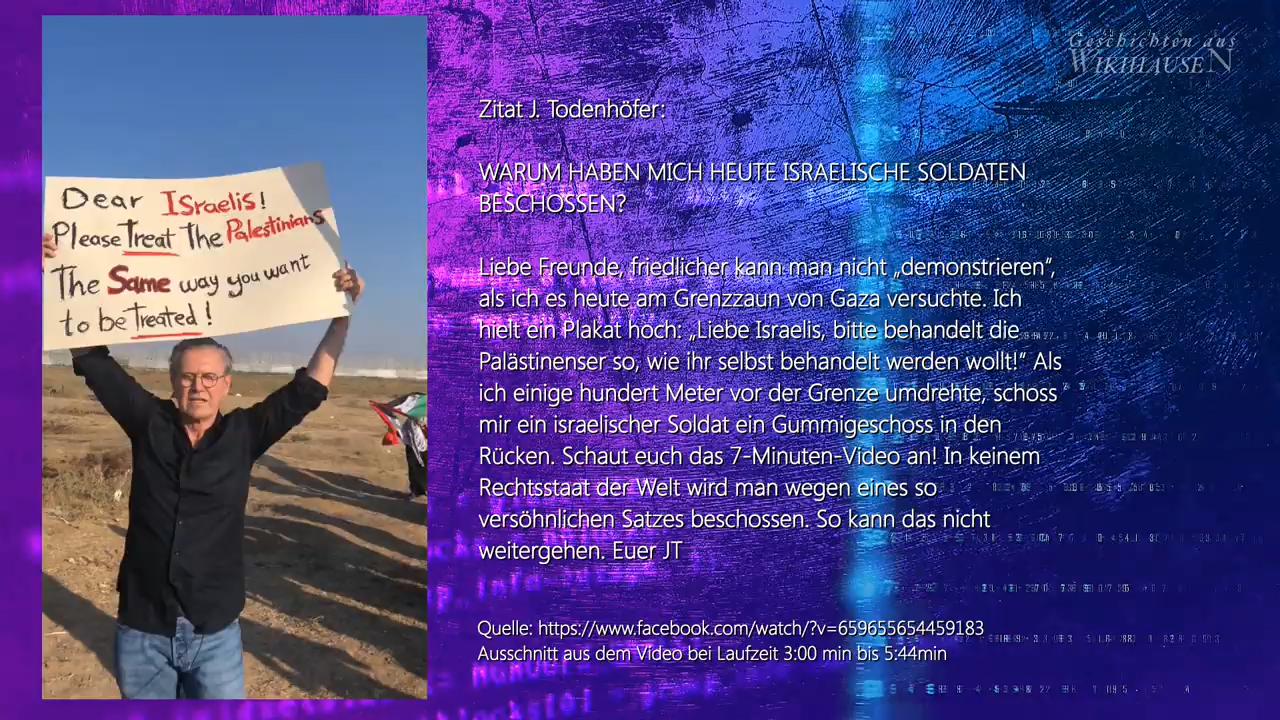 Geschichten aus
WIKIHAUSEN
Dear ISraelis!
Please Treat The Palestinians
The Same way you want
to be Treated!
Zitat J. Todenhöfer:
WARUM HABEN MICH HEUTE ISRAELISCHE SOLDATEN
BESCHOSSEN?
Liebe Freunde, friedlicher kann man nicht „demonstrieren“,
als ich es heute am Grenzzaun von Gaza versuchte. Ich
hielt ein Plakat hoch: „Liebe Israelis, bitte behandelt die
Palästinenser so, wie ihr selbst behandelt werden wollt!“ Als
ich einige hundert Meter vor der Grenze umdrehte, schoss
mir ein israelischer Soldat ein Gummigeschoss in den
Rücken. Schaut euch das 7-Minuten-Video an! In keinem
Rechtsstaat der Welt wird man wegen eines so
versöhnlichen Satzes beschossen. So kann das nicht
weitergehen. Euer JT
Quelle: https://www.facebook.com/watch/?v=659655654459183
Ausschnitt aus dem Video bei Laufzeit 3:00 min bis 5:44min